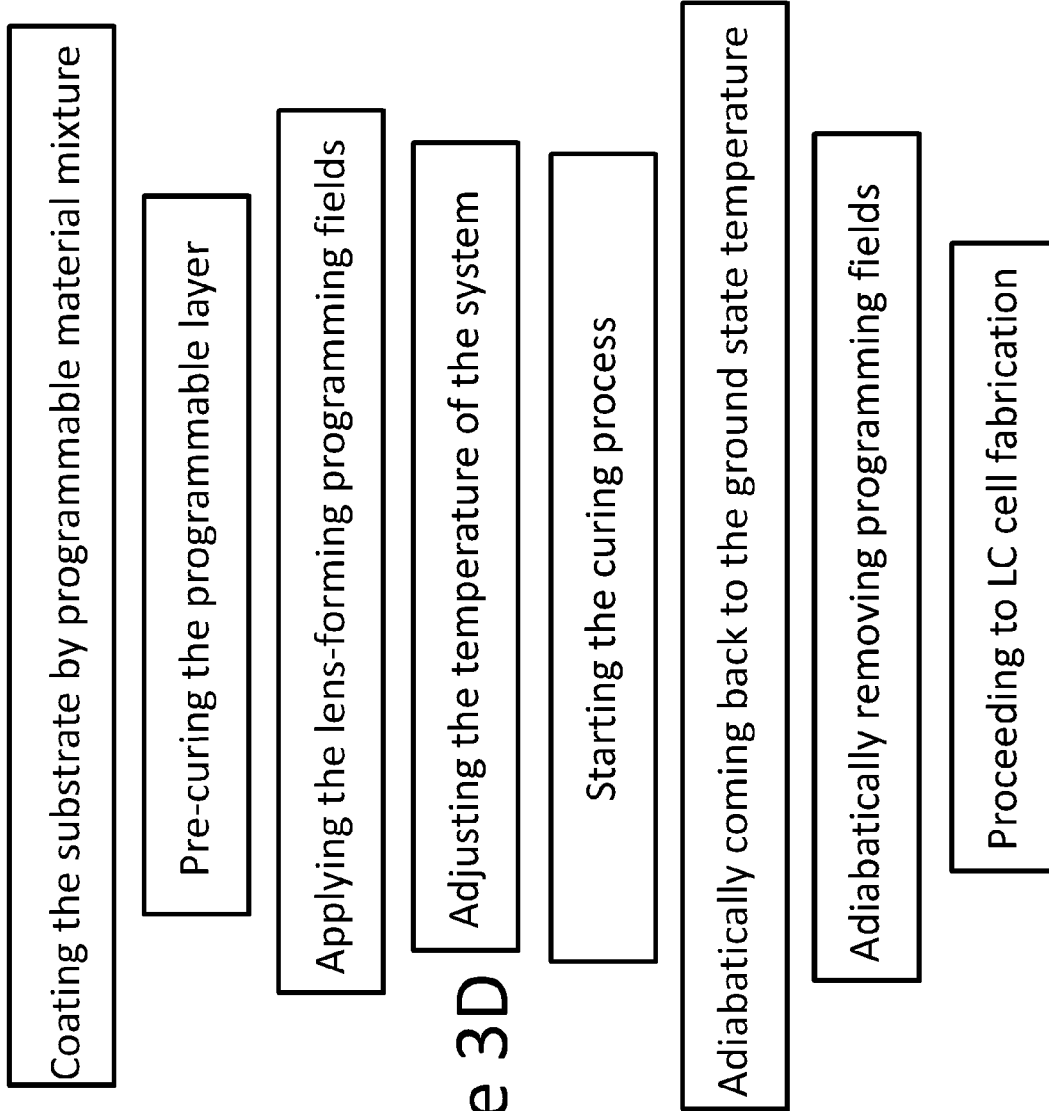 Coating the substrate by programmable material mixture
Pre-curing the programmable layer
Applying the lens-forming programming fields
Adjusting the temperature of the system
e 3D
Starting the curing process
Adiabatically coming back to the ground state temperature
Adiabatically removing programming fields
Proceeding to LC cell fabrication